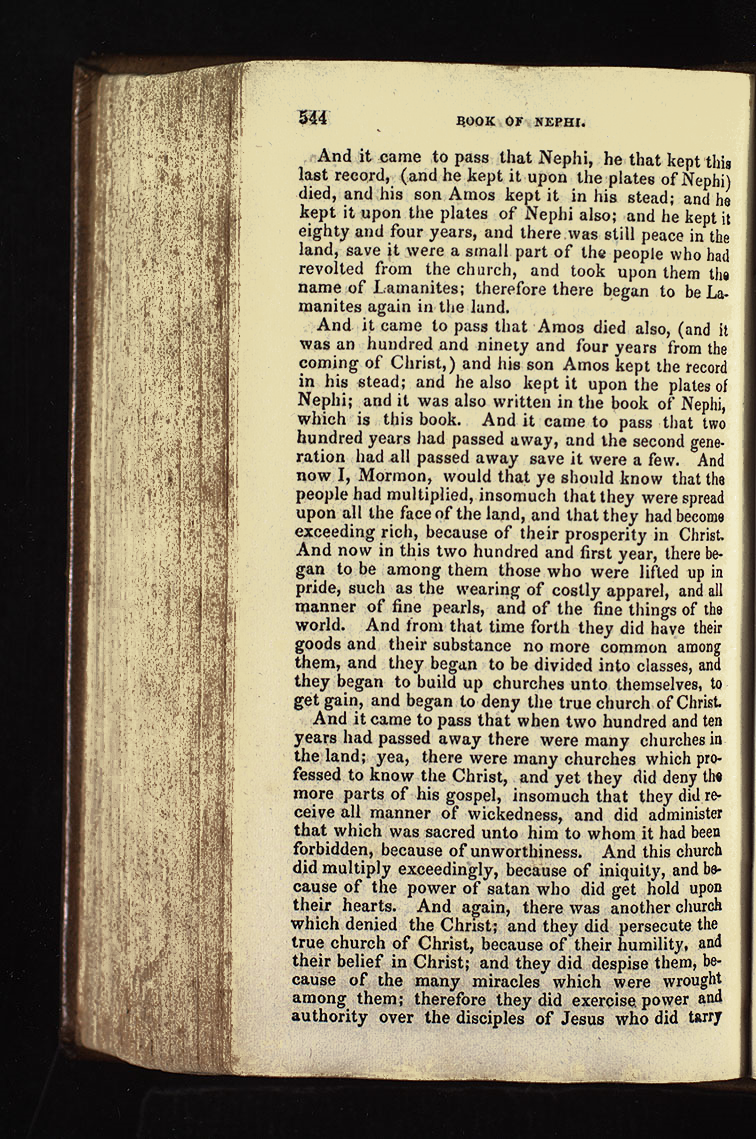 544 BOOK OF NEPHI.
And it came to pass that Nephi, he that kept this
last record, (and he kept it upon the plates of Nephi)
died, and his son Amos kept it in his stead; and he
kept it upon the plates of Nephi also; and he kept it
eighty and four years, and there was still peace in the
land, save it were a small part of the people who had
revolted from the church, and took upon them the
name of Lamanites; therefore there began to be La-
manites again in the land.
And it came to pass that Amos died also, (and it
was an hundred and ninety and four years from the
coming of Christ,) and his son Amos kept the record
in his stead; and he also kept it upon the plates of
Nephi; and it was also written in the book of Nephi,
which is this book. And it came to pass that two
hundred years had passed away, and the second gene-
ration had all passed away save it were a few. And
now I, Mormon, would that ye should know that the
people had multiplied, insomuch that they were spread
upon all the face of the land, and that they had become
exceeding rich, because of their prosperity in Christ.
And now in this two hundred and first year, there be-
gan to be among them those who were lifted up in
pride, such as the wearing of costly apparel, and all
manner of fine pearls, and of the fine things of the
world. And from that time forth they did have their
goods and their substance no more common among
them, and they began to be divided into classes, and
they began to build up churches unto themselves, to
get gain, and began to deny the true church of Christ.
And it came to pass that when two hundred and ten
years had passed away there were many churches in
the land; yea, there were many churches which pro-
fessed to know the Christ, and yet they did deny the
more parts of his gospel, insomuch that they did re-
ceive all manner of wickedness, and did administer
that which was sacred unto him to whom it had been
forbidden, because of unworthiness. And this church
did multiply exceedingly, because of iniquity, and be-
cause of the power of satan who did get hold upon
their hearts. And again, there was another church
which denied the Christ; and they did persecute the
true church of Christ, because of their humility, and
their belief in Christ; and they did despise them, be-
cause of the many miracles which were wrought
among them; therefore they did exercise power and
authority over the disciples of Jesus who did tarry